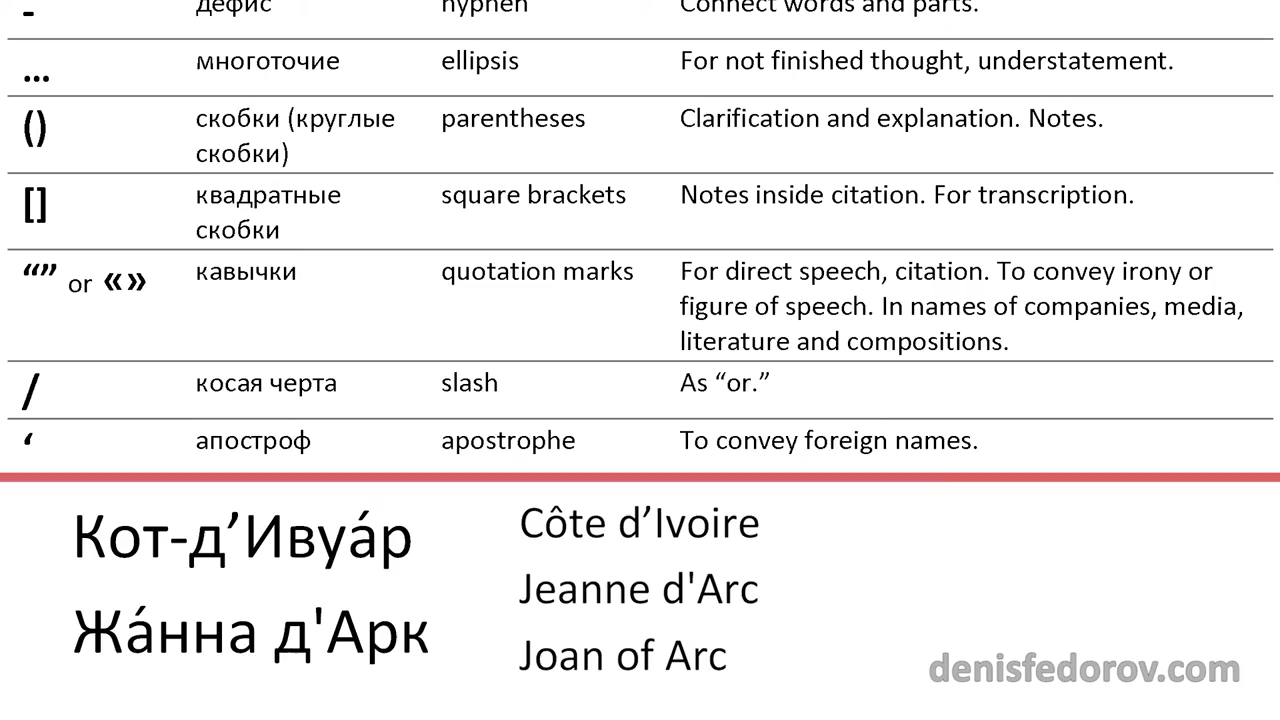 - дефис hyphen Connect words and parts.
... многоточие ellipsis For not finished thought, understatement.
() скобки (круглые parentheses Clarification and explanation. Notes.
скобки)
[] квадратные square brackets Notes inside citation. For transcription.
скобки
“” or «» кавычки quotation marks For direct speech, citation. To convey irony or
figure of speech. In names of companies, media,
literature and compositions.
/ косая черта slash As “or.”
‘ апостроф apostrophe To convey foreign names.
Кот-д’Ивуа́р Côte d’Ivoire
Жа́нна д'Арк Jeanne d'Arc
Joan of Arc
denisfedorov.com